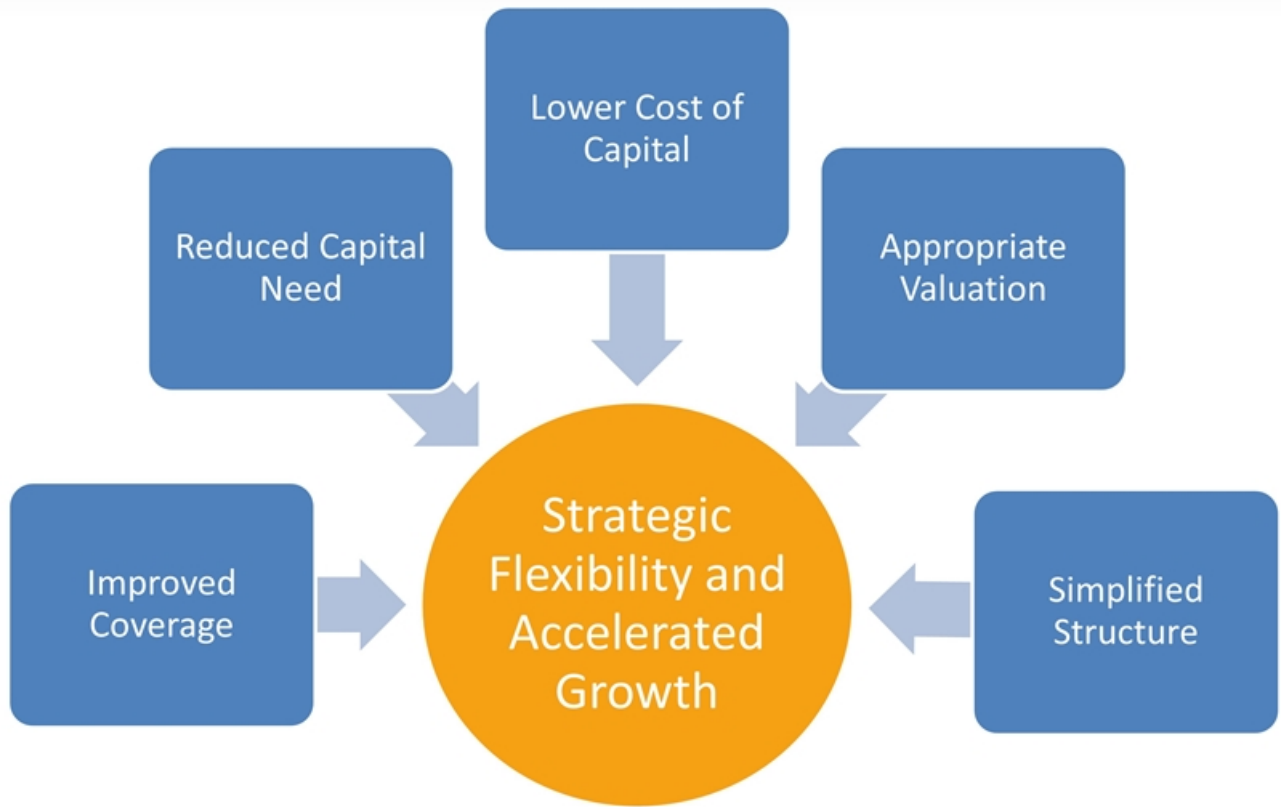 Lower Cost of
Capital
Reduced Capital
Need
Appropriate
Valuation
Improved
Coverage
Strategic
Flexibility and
Accelerated
Growth
Simplified
Structure